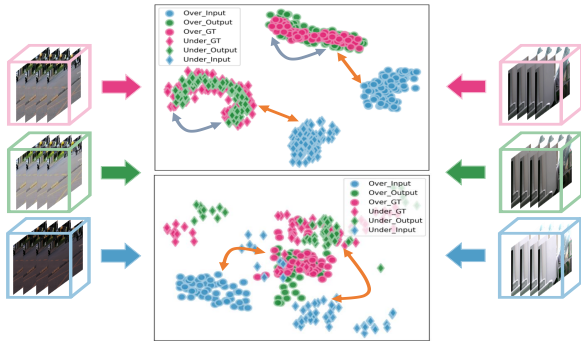 Over_Input
Over_Output
Over_GT
Under_GT
Under_Output
Under_Input
Over_Input
Over_Output
Over_GT
Under_GT
Under_Output
Under_Input